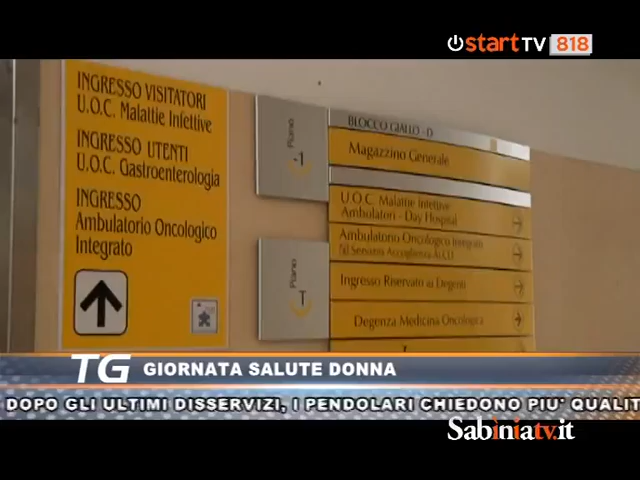 startTV 818
INGRESSO VISITATORI
U.O.C. Malattie Infettive
INGRESSO UTENTI
U.O.C. Gastroenterologia
INGRESSO
Ambulatorio Oncologico
Integrato
Piano
-1
BLOCCO GIALLO - D
Magazzino Generale
Piano
T
U.O.C. Malattie Infettive
Ambulatori - Day Hospital
Ambulatorio Oncologico Integrato
Servizio Accoglienza
Ingresso Riservato ai Degenti
Degenza Medicina Oncologica
TG GIORNATA SALUTE DONNA
DOPO GLI ULTIMI DISSERVIZI, I PENDOLARI CHIEDONO PIU' QUALIT
Sabiniatv.it